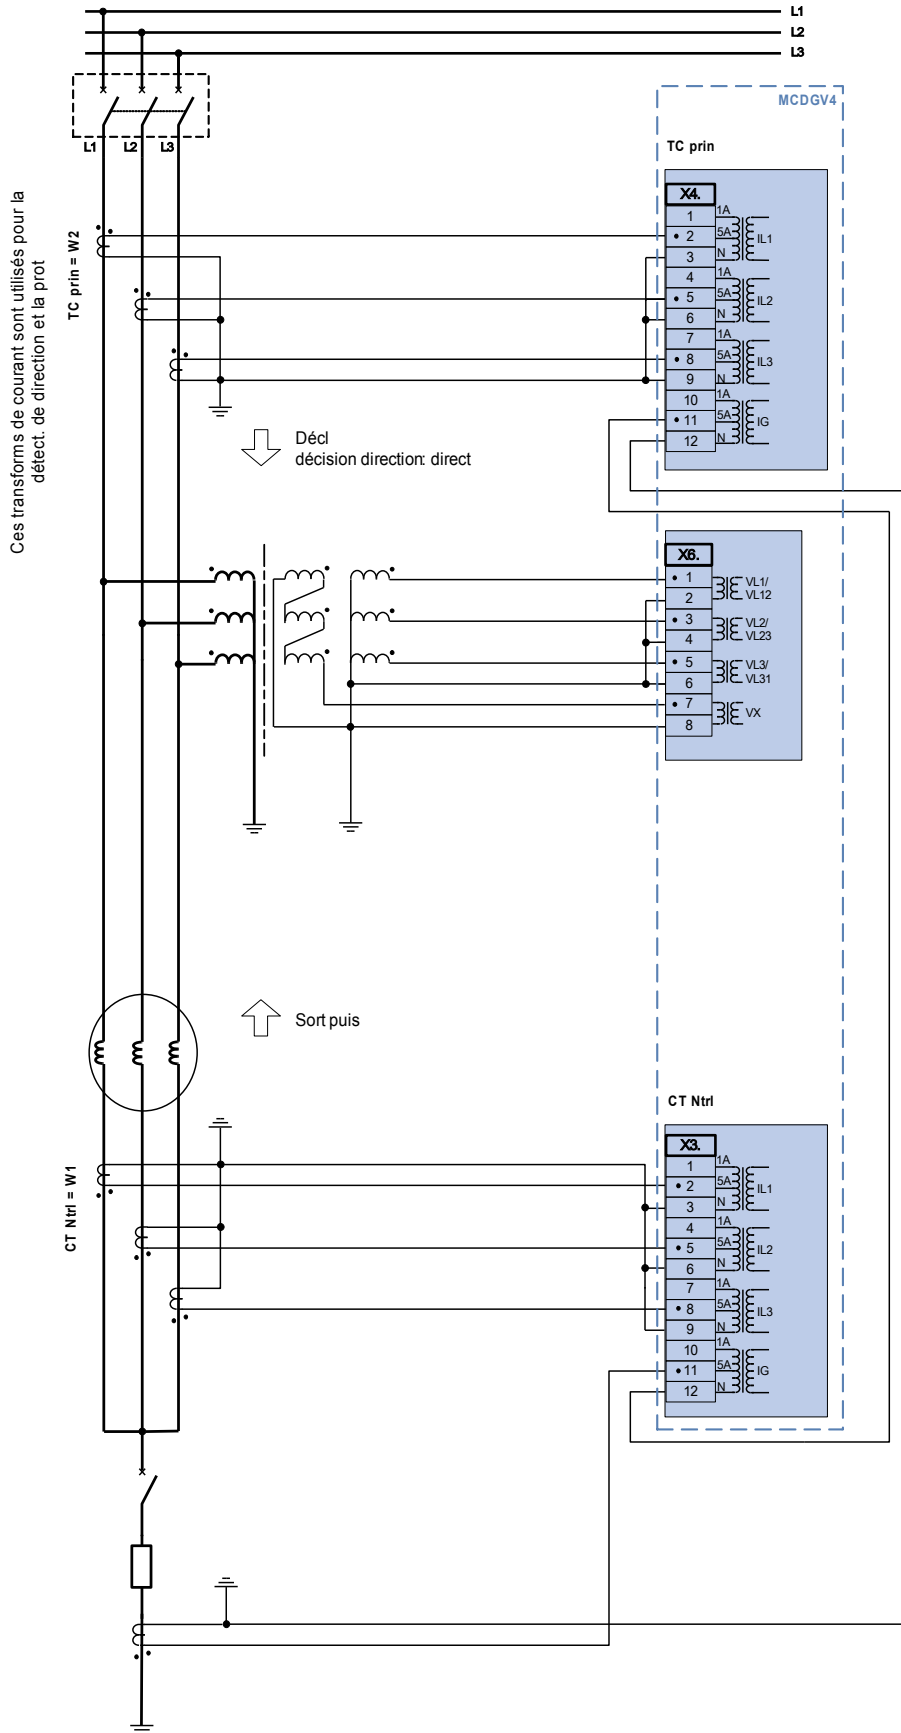 L1
L2
L3
MCDGV4
L1 L2 L3
TC prin
Ces transforms de courant sont utilisés pour la
détect. de direction et la prot
TC prin = W2
X4.
1 1A
2 5A IL1
3 N
4 1A
5 5A IL2
6 N
7 1A
8 5A IL3
9 N
10 1A
11 5A IG
12 N
Décl
décision direction: direct
X6.
1 VL1/
2 VL12
3 VL2/
4 VL23
5 VL3/
6 VL31
7 VX
8
Sort puis
CT Ntrl
CT Ntrl = W1
X3.
1 1A
2 5A IL1
3 N
4 1A
5 5A IL2
6 N
7 1A
8 5A IL3
9 N
10 1A
11 5A IG
12 N